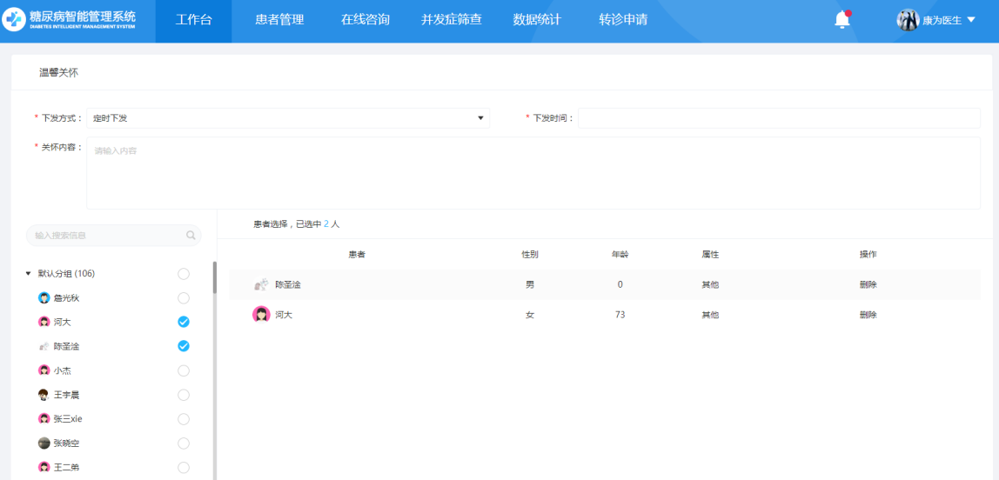 糖尿病智能管理系统
DIABETES INTELLIGENT MANAGEMENT SYSTEM
工作台 患者管理 在线咨询 并发症筛查 数据统计 转诊申请 康为医生
温馨关怀
* 下发方式： 定时下发 * 下发时间：
* 关怀内容： 请输入内容
患者选择，已选中 2 人
输入搜索信息
患者 性别 年龄 属性 操作
默认分组 (106)
陈圣淦 男 0 其他 删除
詹光秋
河大 女 73 其他 删除
河大
陈圣淦
小杰
王宇晨
张三xie
张晓空
王二弟